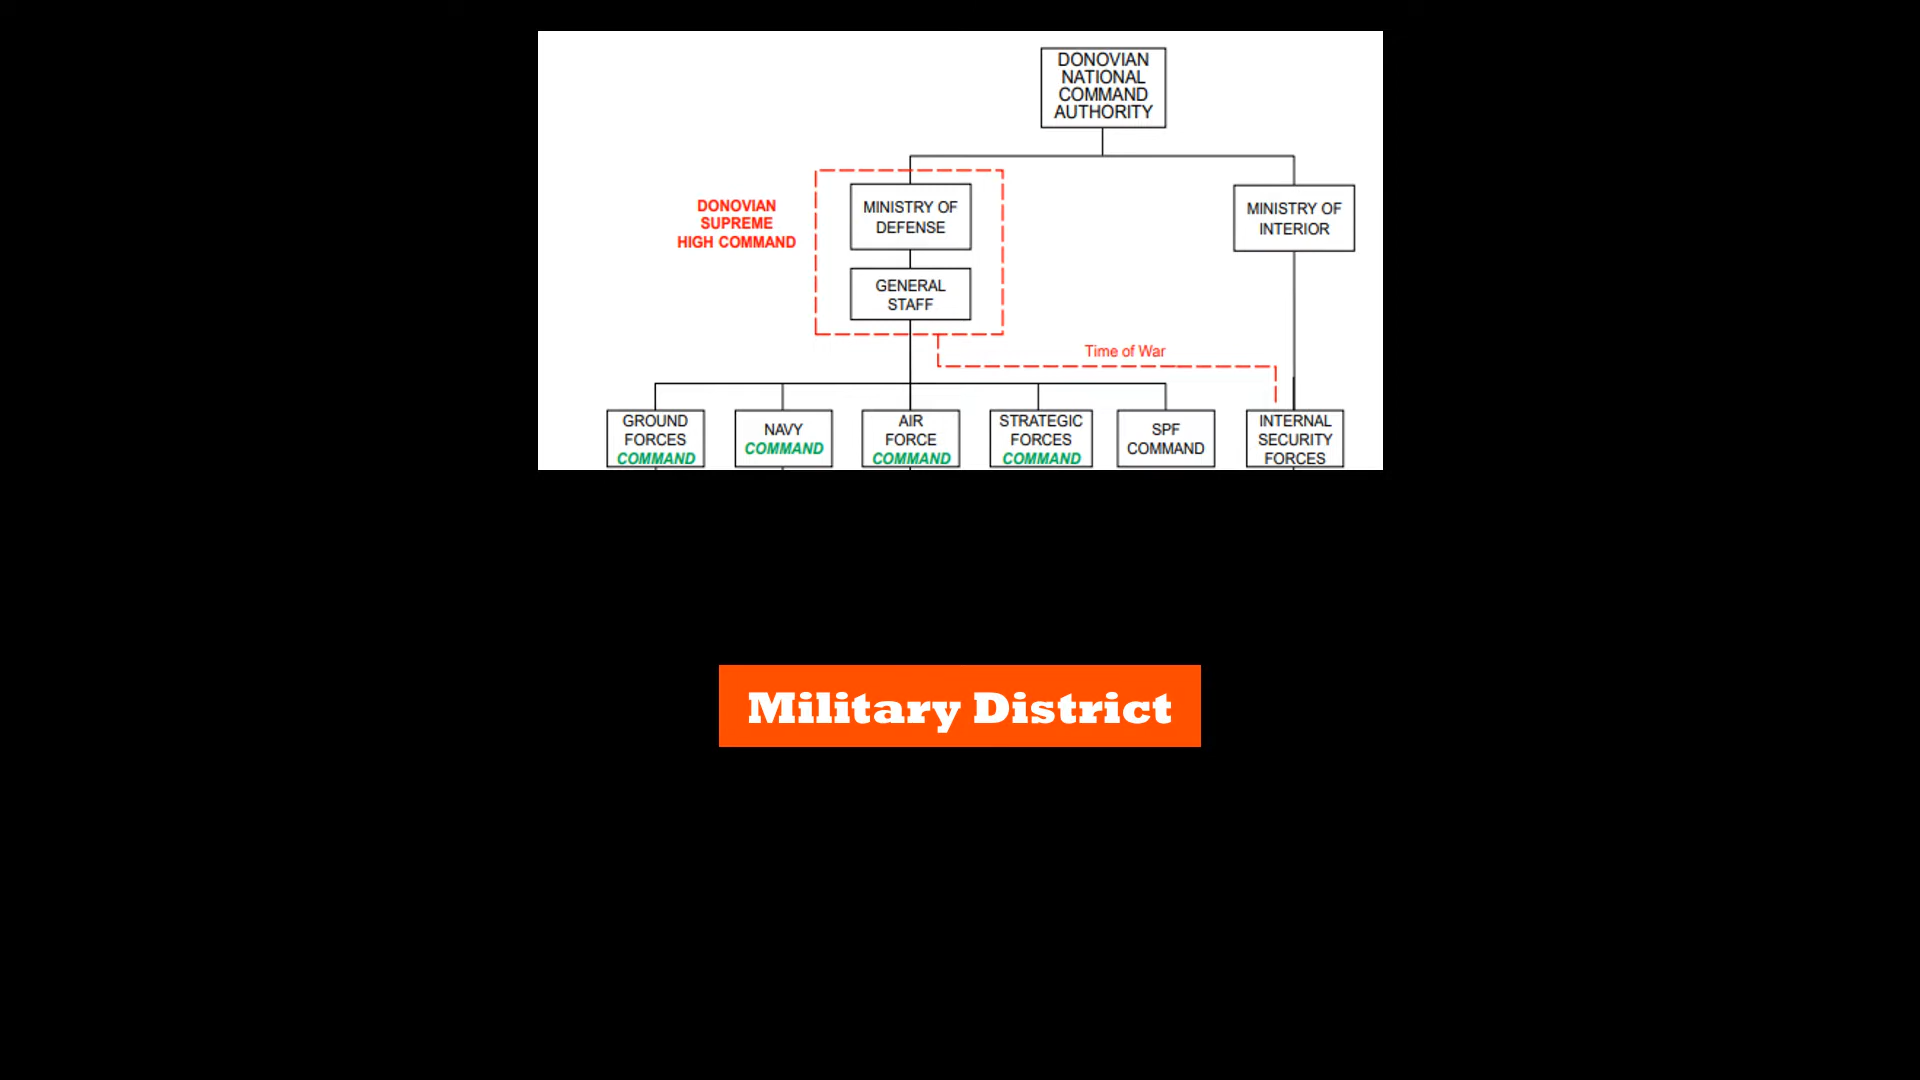 DONOVIAN
NATIONAL
COMMAND
AUTHORITY
DONOVIAN
SUPREME
HIGH COMMAND
MINISTRY OF
DEFENSE
MINISTRY OF
INTERIOR
GENERAL
STAFF
Time of War
GROUND
FORCES
COMMAND
NAVY
COMMAND
AIR
FORCE
COMMAND
STRATEGIC
FORCES
COMMAND
SPF
COMMAND
INTERNAL
SECURITY
FORCES
Military District